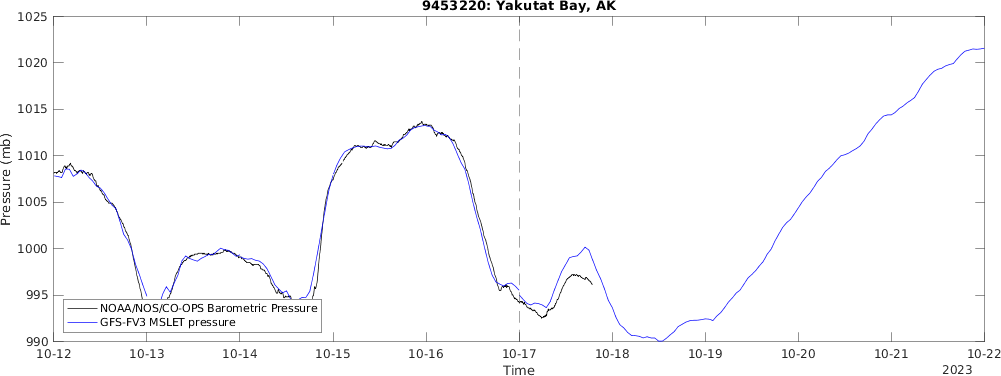 9453220: Yakutat Bay, AK
Pressure (mb)
1025
1020
1015
1010
1005
1000
995
990
NOAA/NOS/CO-OPS Barometric Pressure
GFS-FV3 MSLET pressure
10-12 10-13 10-14 10-15 10-16 10-17 10-18 10-19 10-20 10-21 10-22
Time
2023